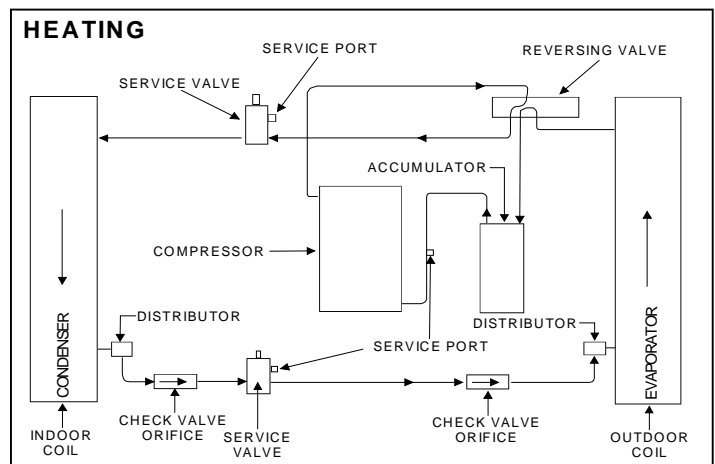 HEATING
SERVICE PORT
REVERSING VALVE
SERVICE VALVE
ACCUMULATOR
COMPRESSOR
DISTRIBUTOR
DISTRIBUTOR
CONDENSER
EVAPORATOR
SERVICE PORT
INDOOR
COIL
CHECK VALVE
ORIFICE
SERVICE
VALVE
CHECK VALVE
ORIFICE
OUTDOOR
COIL